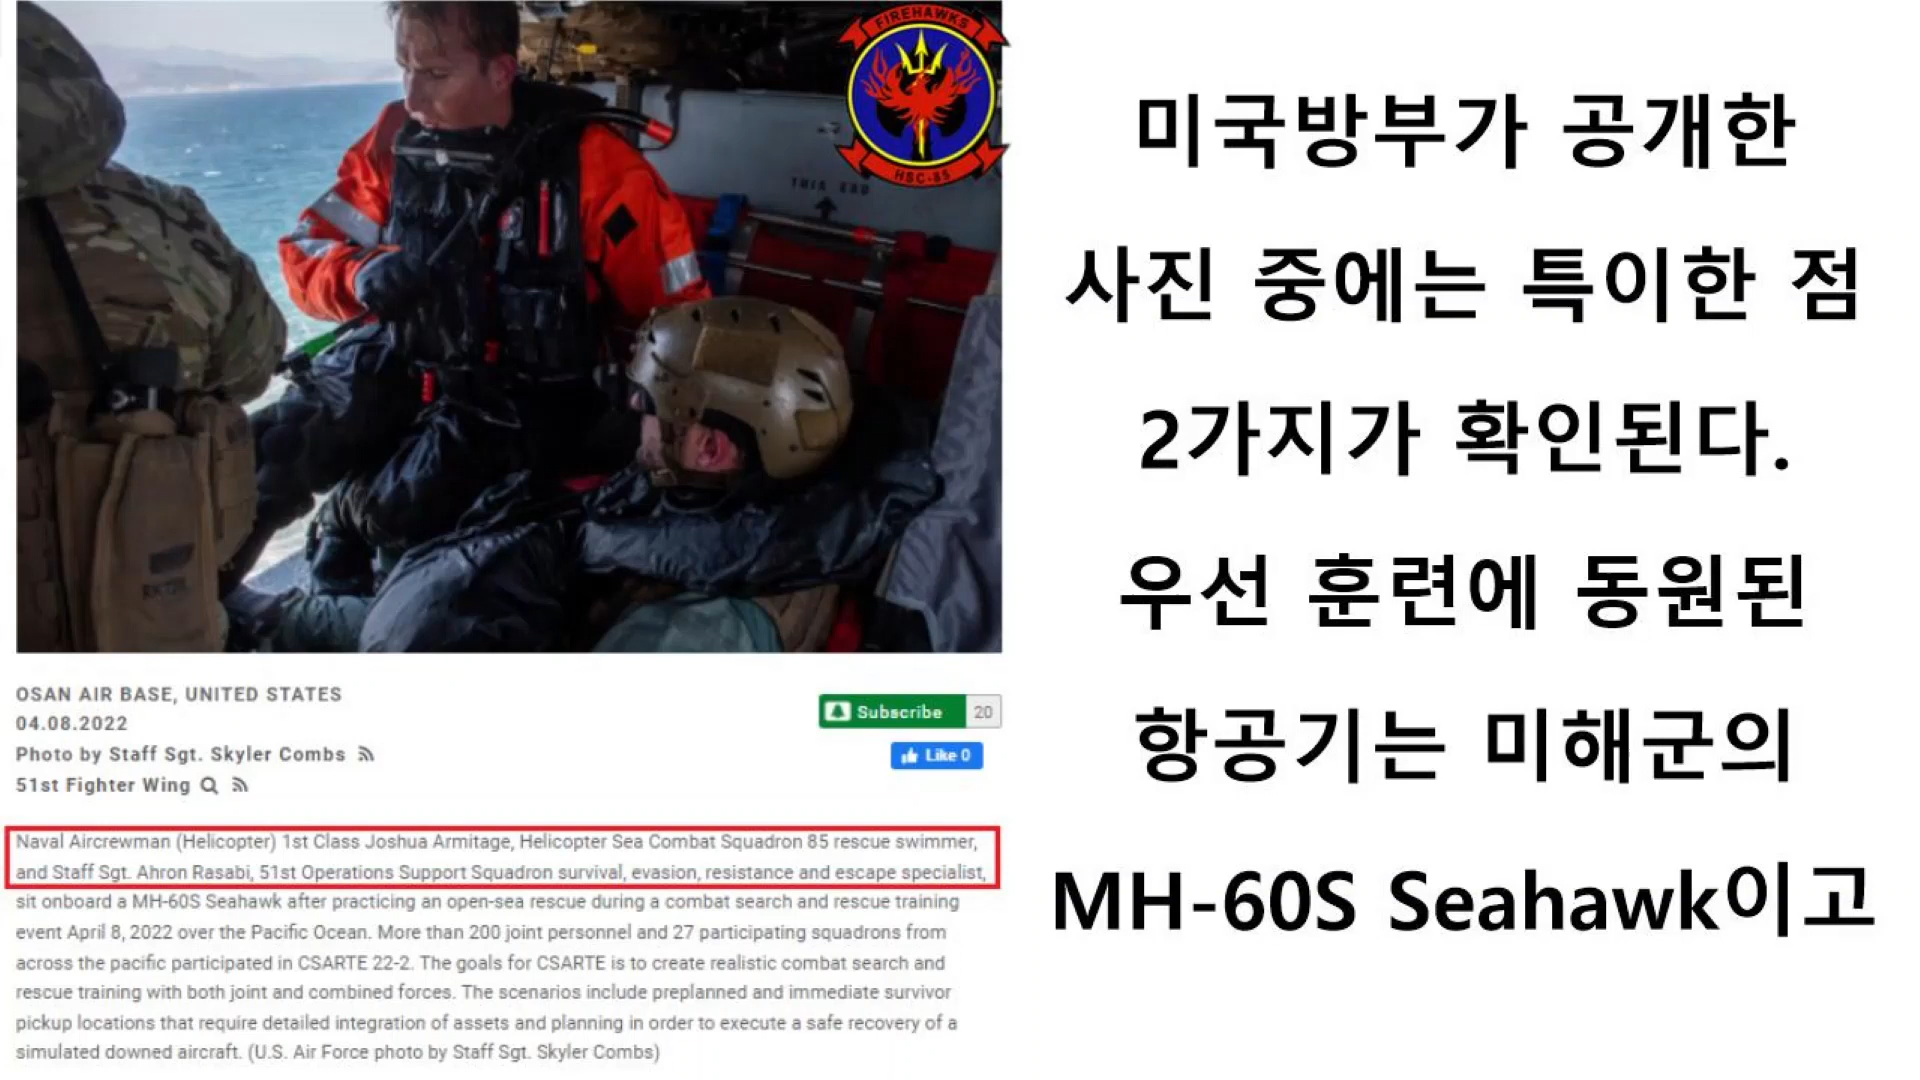 FIREHAWKS
HSC-85
THIS END
OSAN AIR BASE, UNITED STATES
04.08.2022
Photo by Staff Sgt. Skyler Combs
51st Fighter Wing
Subscribe 20
Like 0
Naval Aircrewman (Helicopter) 1st Class Joshua Armitage, Helicopter Sea Combat Squadron 85 rescue swimmer,
and Staff Sgt. Ahron Rasabi, 51st Operations Support Squadron survival, evasion, resistance and escape specialist,
sit onboard a MH-60S Seahawk after practicing an open-sea rescue during a combat search and rescue training
event April 8, 2022 over the Pacific Ocean. More than 200 joint personnel and 27 participating squadrons from
across the pacific participated in CSARTE 22-2. The goals for CSARTE is to create realistic combat search and
rescue training with both joint and combined forces. The scenarios include preplanned and immediate survivor
pickup locations that require detailed integration of assets and planning in order to execute a safe recovery of a
simulated downed aircraft. (U.S. Air Force photo by Staff Sgt. Skyler Combs)
미국방부가 공개한
사진 중에는 특이한 점
2가지가 확인된다.
우선 훈련에 동원된
항공기는 미해군의
MH-60S Seahawk이고